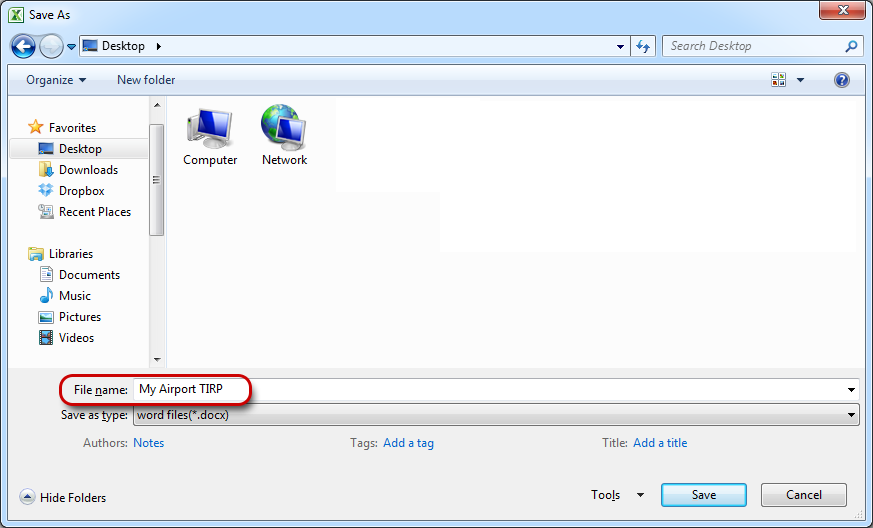 Save As
Desktop
Search Desktop
Organize
New folder
Favorites
Desktop
Downloads
Dropbox
Recent Places
Libraries
Documents
Music
Pictures
Videos
Computer
Network
File name: My Airport TIRP
Save as type: word files(*.docx)
Authors: Notes
Tags: Add a tag
Title: Add a title
Hide Folders
Tools
Save
Cancel